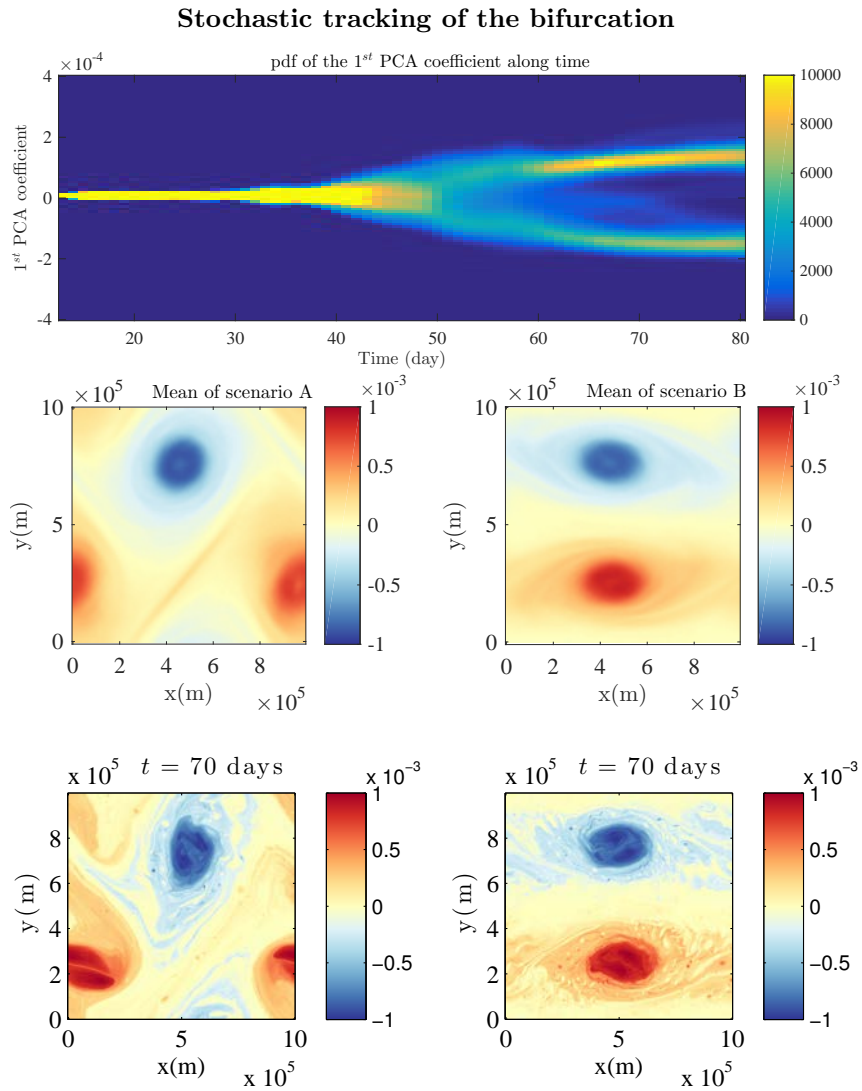 Stochastic tracking of the bifurcation
pdf of the 1st PCA coefficient along time
×10-4
4
2
0
-2
-4
1st PCA coefficient
20 30 40 50 60 70 80
Time (day)
10000
8000
6000
4000
2000
0
Mean of scenario A
×10-3
×10 5
10
5
0
y(m)
0 2 4 6 8
x(m)
×10 5
1
0.5
0
-0.5
-1
Mean of scenario B
×10-3
×10 5
10
5
0
y(m)
0 2 4 6 8
x(m)
×10 5
1
0.5
0
-0.5
-1
t = 70 days
x 10 5
x 10−3
8
6
4
2
0
y(m)
0 5 10
x(m)
x 10 5
1
0.5
0
−0.5
−1
t = 70 days
x 10 5
x 10−3
8
6
4
2
0
y(m)
0 5 10
x(m)
x 10 5
1
0.5
0
−0.5
−1